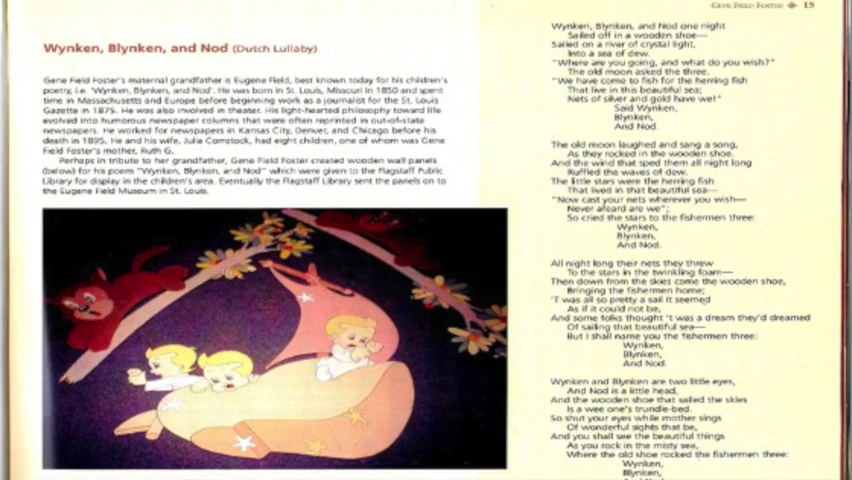 GENE FIELD FOSTER ❖ 15
Wynken, Blynken, and Nod (Dutch Lullaby)
Gene Field Foster's maternal grandfather is Eugene Field, best known today for his children's
poetry, i.e. 'Wynken, Blynken, and Nod'. He was born in St. Louis, Missouri in 1850 and spent
time in Massachusetts and Europe before beginning work as a journalist for the St. Louis
Gazette in 1875. He was also involved in theater. His light-hearted philosophy toward life
evolved into humorous newspaper columns that were often reprinted in out-of-state
newspapers. He worked for newspapers in Kansas City, Denver, and Chicago before his
death in 1895. He and his wife, Julia Comstock, had eight children, one of whom was Gene
Field Foster's mother, Ruth G.
Perhaps in tribute to her grandfather, Gene Field Foster created wooden wall panels
(below) for his poem "Wynken, Blynken, and Nod" which were given to the Flagstaff Public
Library for display in the children's area. Eventually the Flagstaff Library sent the panels on to
the Eugene Field Museum in St. Louis.
Wynken, Blynken, and Nod one night
Sailed off in a wooden shoe—
Sailed on a river of crystal light,
Into a sea of dew.
"Where are you going, and what do you wish?"
The old moon asked the three.
"We have come to fish for the herring fish
That live in this beautiful sea;
Nets of silver and gold have we!"
Said Wynken,
Blynken,
And Nod.
The old moon laughed and sang a song,
As they rocked in the wooden shoe.
And the wind that sped them all night long
Ruffled the waves of dew.
The little stars were the herring fish
That lived in that beautiful sea—
"Now cast your nets wherever you wish—
Never afeard are we";
So cried the stars to the fishermen three:
Wynken,
Blynken,
And Nod.
All night long their nets they threw
To the stars in the twinkling foam—
Then down from the skies came the wooden shoe,
Bringing the fishermen home;
'T was all so pretty a sail it seemed
As if it could not be,
And some folks thought 't was a dream they'd dreamed
Of sailing that beautiful sea—
But I shall name you the fishermen three:
Wynken,
Blynken,
And Nod.
Wynken and Blynken are two little eyes,
And Nod is a little head,
And the wooden shoe that sailed the skies
Is a wee one's trundle-bed.
So shut your eyes while mother sings
Of wonderful sights that be,
And you shall see the beautiful things
As you rock in the misty sea,
Where the old shoe rocked the fishermen three:
Wynken,
Blynken,